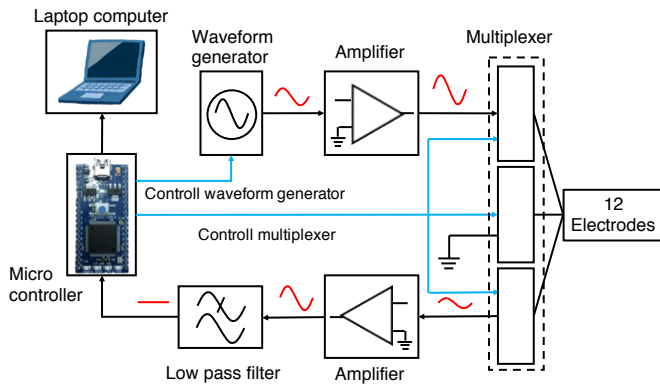 Laptop computer
Waveform
generator
Amplifier
Multiplexer
Controll waveform generator
12
Electrodes
Controll multiplexer
Micro
controller
Low pass filter
Amplifier